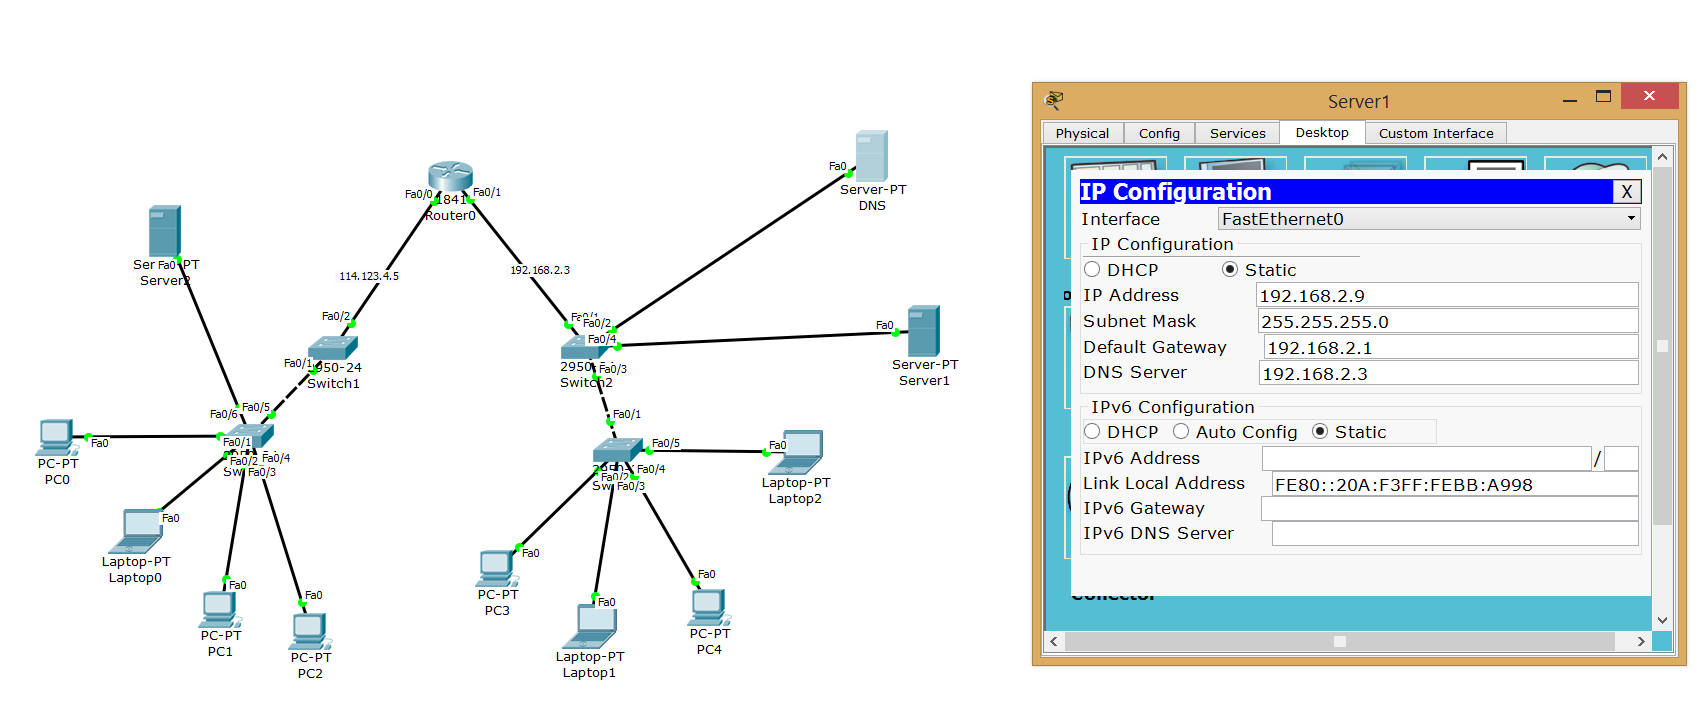 Fa0/0
Fa0/1
1841
Router0
Fa0
Server-PT
DNS
Fa0
Server2
114.123.4.5
192.168.2.3
Fa0/2
Fa0/1
Switch1
Fa0/2
Fa0/4
Fa0/3
Switch2
Fa0
Server-PT
Server1
Fa0/6
Fa0/5
Fa0/1
Fa0/2
Fa0/4
Fa0/3
Fa0
PC-PT
PC0
Fa0
Laptop-PT
Laptop0
Fa0
PC-PT
PC1
Fa0
PC-PT
PC2
Fa0/1
Fa0/5
Fa0/4
Fa0/2
Fa0/3
Fa0
Laptop-PT
Laptop2
Fa0
PC-PT
PC3
Fa0
Laptop-PT
Laptop1
Fa0
PC-PT
PC4
Server1
Physical
Config
Services
Desktop
Custom Interface
IP Configuration
X
Interface
FastEthernet0
IP Configuration
DHCP
Static
IP Address
192.168.2.9
Subnet Mask
255.255.255.0
Default Gateway
192.168.2.1
DNS Server
192.168.2.3
IPv6 Configuration
DHCP
Auto Config
Static
IPv6 Address
/
Link Local Address
FE80::20A:F3FF:FEBB:A998
IPv6 Gateway
IPv6 DNS Server
Collector